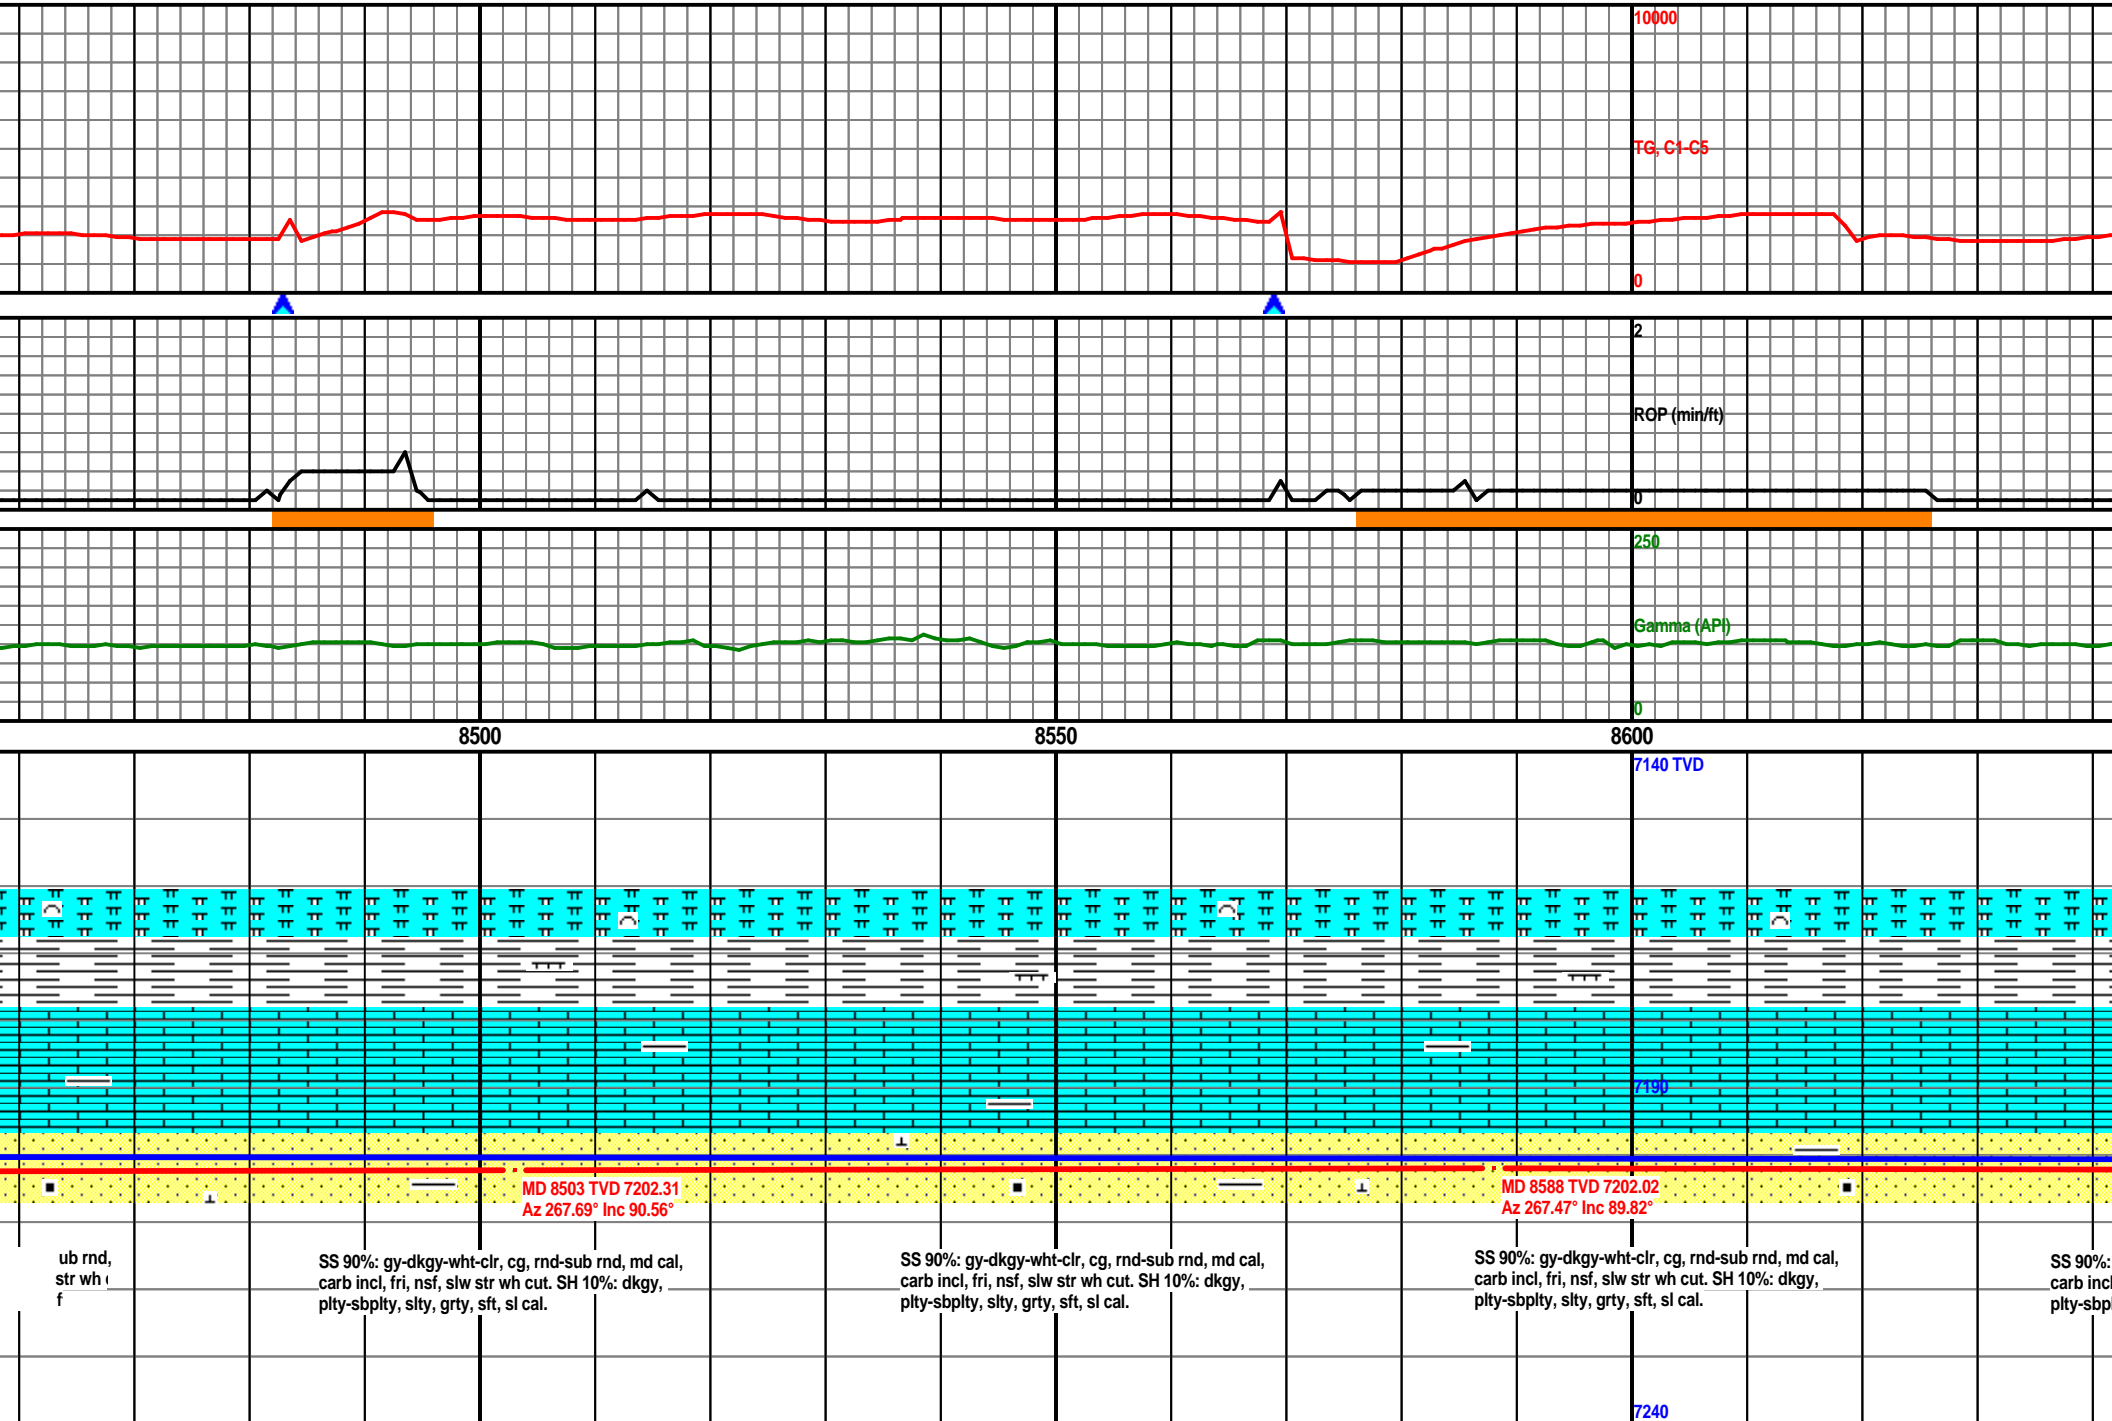 10000
TG, C1-C5
0
2
ROP (min/ft)
0
250
Gamma (API)
0
8500 8550 8600
7140 TVD
7190
MD 8503 TVD 7202.31
Az 267.69° Inc 90.56°
MD 8588 TVD 7202.02
Az 267.47° Inc 89.82°
ub rnd,
str wh
f
SS 90%: gy-dkgy-wht-clr, cg, rnd-sub rnd, md cal,
carb incl, fri, nsf, slw str wh cut. SH 10%: dkgy,
plty-sbplty, slty, grty, sft, sl cal.
SS 90%: gy-dkgy-wht-clr, cg, rnd-sub rnd, md cal,
carb incl, fri, nsf, slw str wh cut. SH 10%: dkgy,
plty-sbplty, slty, grty, sft, sl cal.
SS 90%: gy-dkgy-wht-clr, cg, rnd-sub rnd, md cal,
carb incl, fri, nsf, slw str wh cut. SH 10%: dkgy,
plty-sbplty, slty, grty, sft, sl cal.
SS 90%:
carb incl
plty-sbp
7240